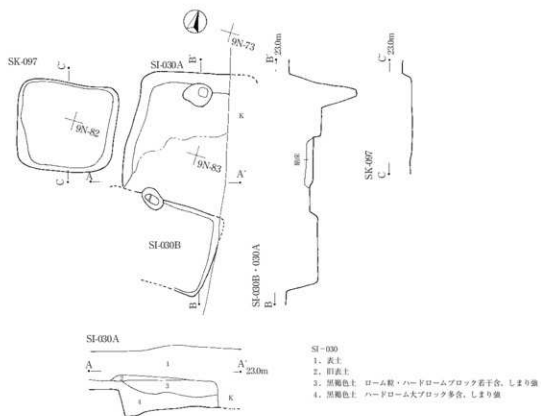 9N-73
SK-097
C´
SI-030A
B´
B´
23.0m
C´
23.0m
K
9N-82
9N-83
C
A
A´
SK-097
C
SI-030B
B
SI-030B・030A
B
SI-030A
A
A´
23.0m
1
3
4
K
SI-030
1、表土
2、旧表土
3、黒褐色土 ローム粒・ハードロームブロック若干含、しまり強
4、黒褐色土 ハードローム大ブロック多含、しまり強